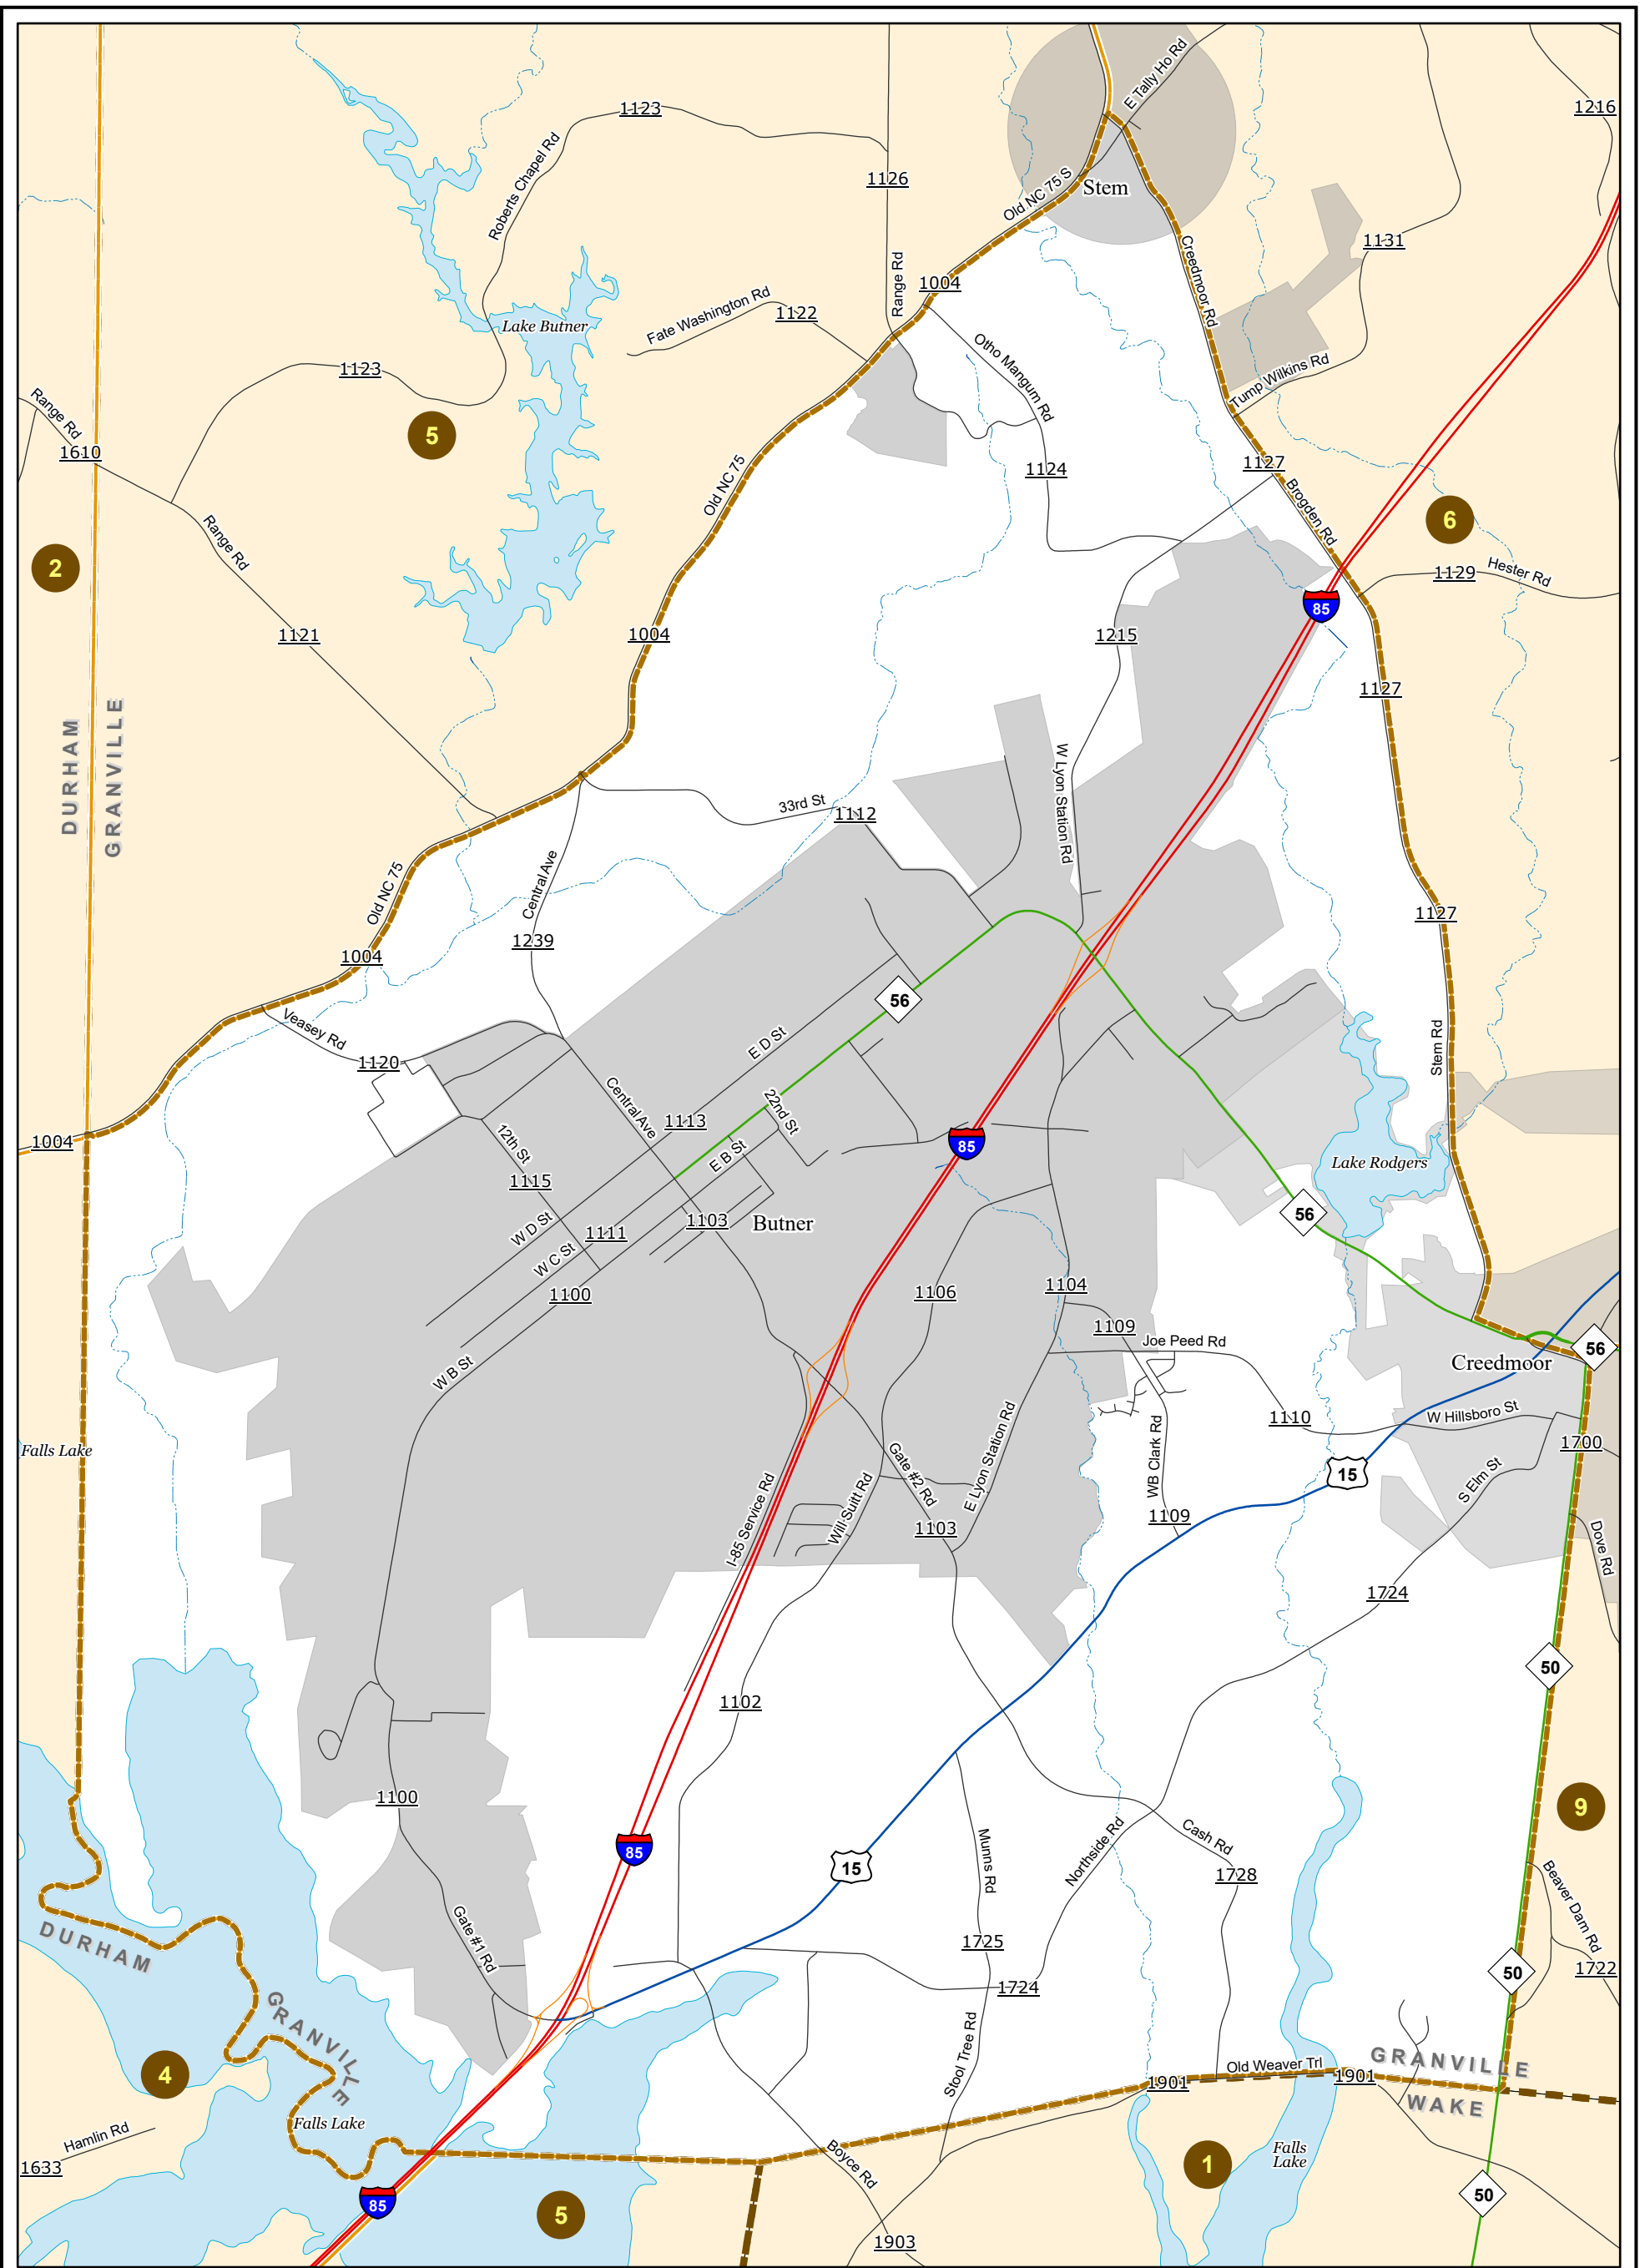 E Tally Ho Rd
1123
1216
Roberts Chapel Rd
1126
Old NC 75 S
Stem
Creedmoor Rd
1131
Range Rd
1004
Lake Butner
Fate Washington Rd
1122
Otho Mangum Rd
1123
Tump Wilkins Rd
Range Rd
5
1610
1127
1124
Old NC 75
Brogden Rd
6
Range Rd
2
1129
Hester Rd
85
1121
1004
1215
1127
DURHAM
GRANVILLE
W Lyon Station Rd
33rd St
1112
Central Ave
Old NC 75
1127
1239
1004
56
Veasey Rd
E D St
Stem Rd
1120
Central Ave
22nd St
1113
1004
12th St
85
E B St
Lake Rodgers
1115
W D St
1103
Butner
56
1111
W C St
1100
1106
1104
1109
Joe Peed Rd
56
Creedmoor
W B St
1110
W Hillsboro St
Falls Lake
1700
Gate #2 Rd
E Lyon Station Rd
WB Clark Rd
15
S Elm St
I-85 Service Rd
Will Suitt Rd
1103
1109
Dove Rd
1724
50
1102
1100
9
85
15
Munns Rd
Northside Rd
Cash Rd
1728
Beaver Dam Rd
DURHAM
Gate #1 Rd
1725
1722
50
1724
GRANVILLE
Stool Tree Rd
GRANVILLE
Old Weaver Trl
4
1901
1901
WAKE
Falls Lake
Hamlin Rd
1633
Boyce Rd
1
Falls
Lake
85
5
50
1903